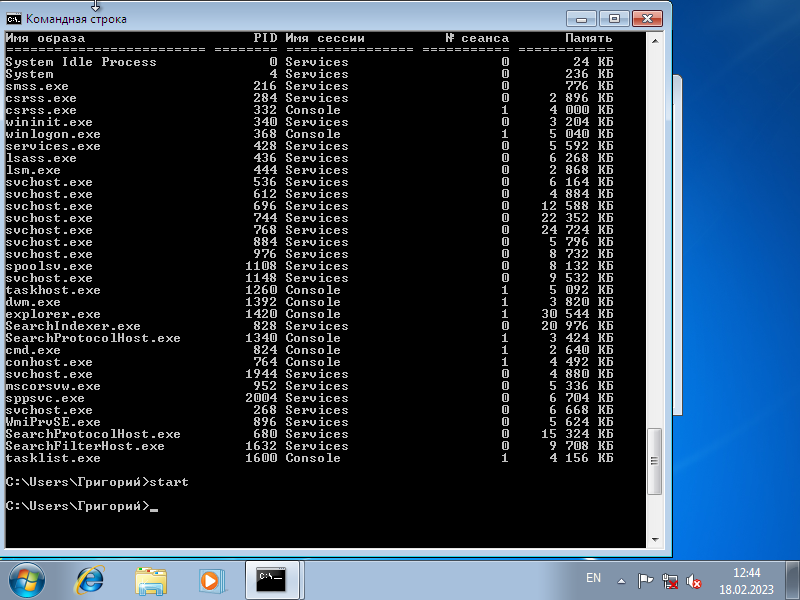 Командная строка
Имя образа PID Имя сессии № сеанса Память
========================= ======== ================ =========== ============
System Idle Process 0 Services 0 24 КБ
System 4 Services 0 236 КБ
smss.exe 216 Services 0 776 КБ
csrss.exe 284 Services 0 2 896 КБ
csrss.exe 332 Console 1 4 000 КБ
wininit.exe 340 Services 0 3 204 КБ
winlogon.exe 368 Console 1 5 040 КБ
services.exe 428 Services 0 5 592 КБ
lsass.exe 436 Services 0 6 268 КБ
lsm.exe 444 Services 0 2 868 КБ
svchost.exe 536 Services 0 6 164 КБ
svchost.exe 612 Services 0 4 884 КБ
svchost.exe 696 Services 0 12 588 КБ
svchost.exe 744 Services 0 22 352 КБ
svchost.exe 768 Services 0 24 724 КБ
svchost.exe 884 Services 0 5 796 КБ
svchost.exe 976 Services 0 8 732 КБ
spoolsv.exe 1108 Services 0 8 132 КБ
svchost.exe 1148 Services 0 9 532 КБ
taskhost.exe 1260 Console 1 5 092 КБ
dwm.exe 1392 Console 1 3 820 КБ
explorer.exe 1420 Console 1 30 544 КБ
SearchIndexer.exe 828 Services 0 20 976 КБ
SearchProtocolHost.exe 1340 Console 1 3 424 КБ
cmd.exe 824 Console 1 2 640 КБ
conhost.exe 764 Console 1 4 492 КБ
svchost.exe 1944 Services 0 4 880 КБ
mscorsvw.exe 952 Services 0 5 336 КБ
sppsvc.exe 2004 Services 0 6 704 КБ
svchost.exe 268 Services 0 6 668 КБ
WmiPrvSE.exe 896 Services 0 5 624 КБ
SearchProtocolHost.exe 680 Services 0 15 324 КБ
SearchFilterHost.exe 1632 Services 0 9 708 КБ
tasklist.exe 1600 Console 1 4 156 КБ
C:\Users\Григорий>start
C:\Users\Григорий>_
EN
12:44
18.02.2023